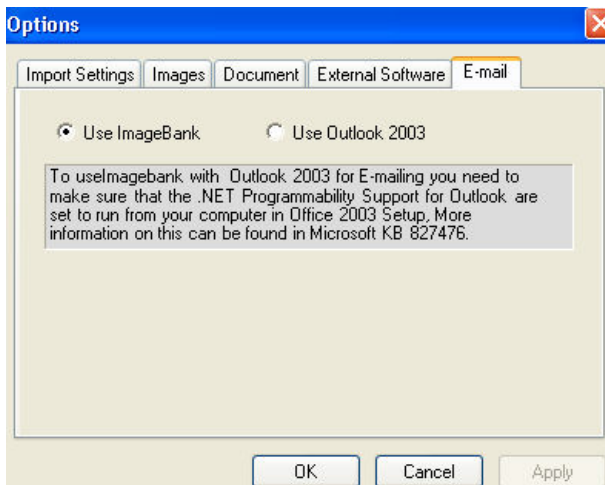 Options
Import Settings Images Document External Software E-mail
Use ImageBank Use Outlook 2003
To useImagebank with Outlook 2003 for E-mailing you need to
make sure that the .NET Programmability Support for Outlook are
set to run from your computer in Office 2003 Setup, More
information on this can be found in Microsoft KB 827476.
OK Cancel Apply